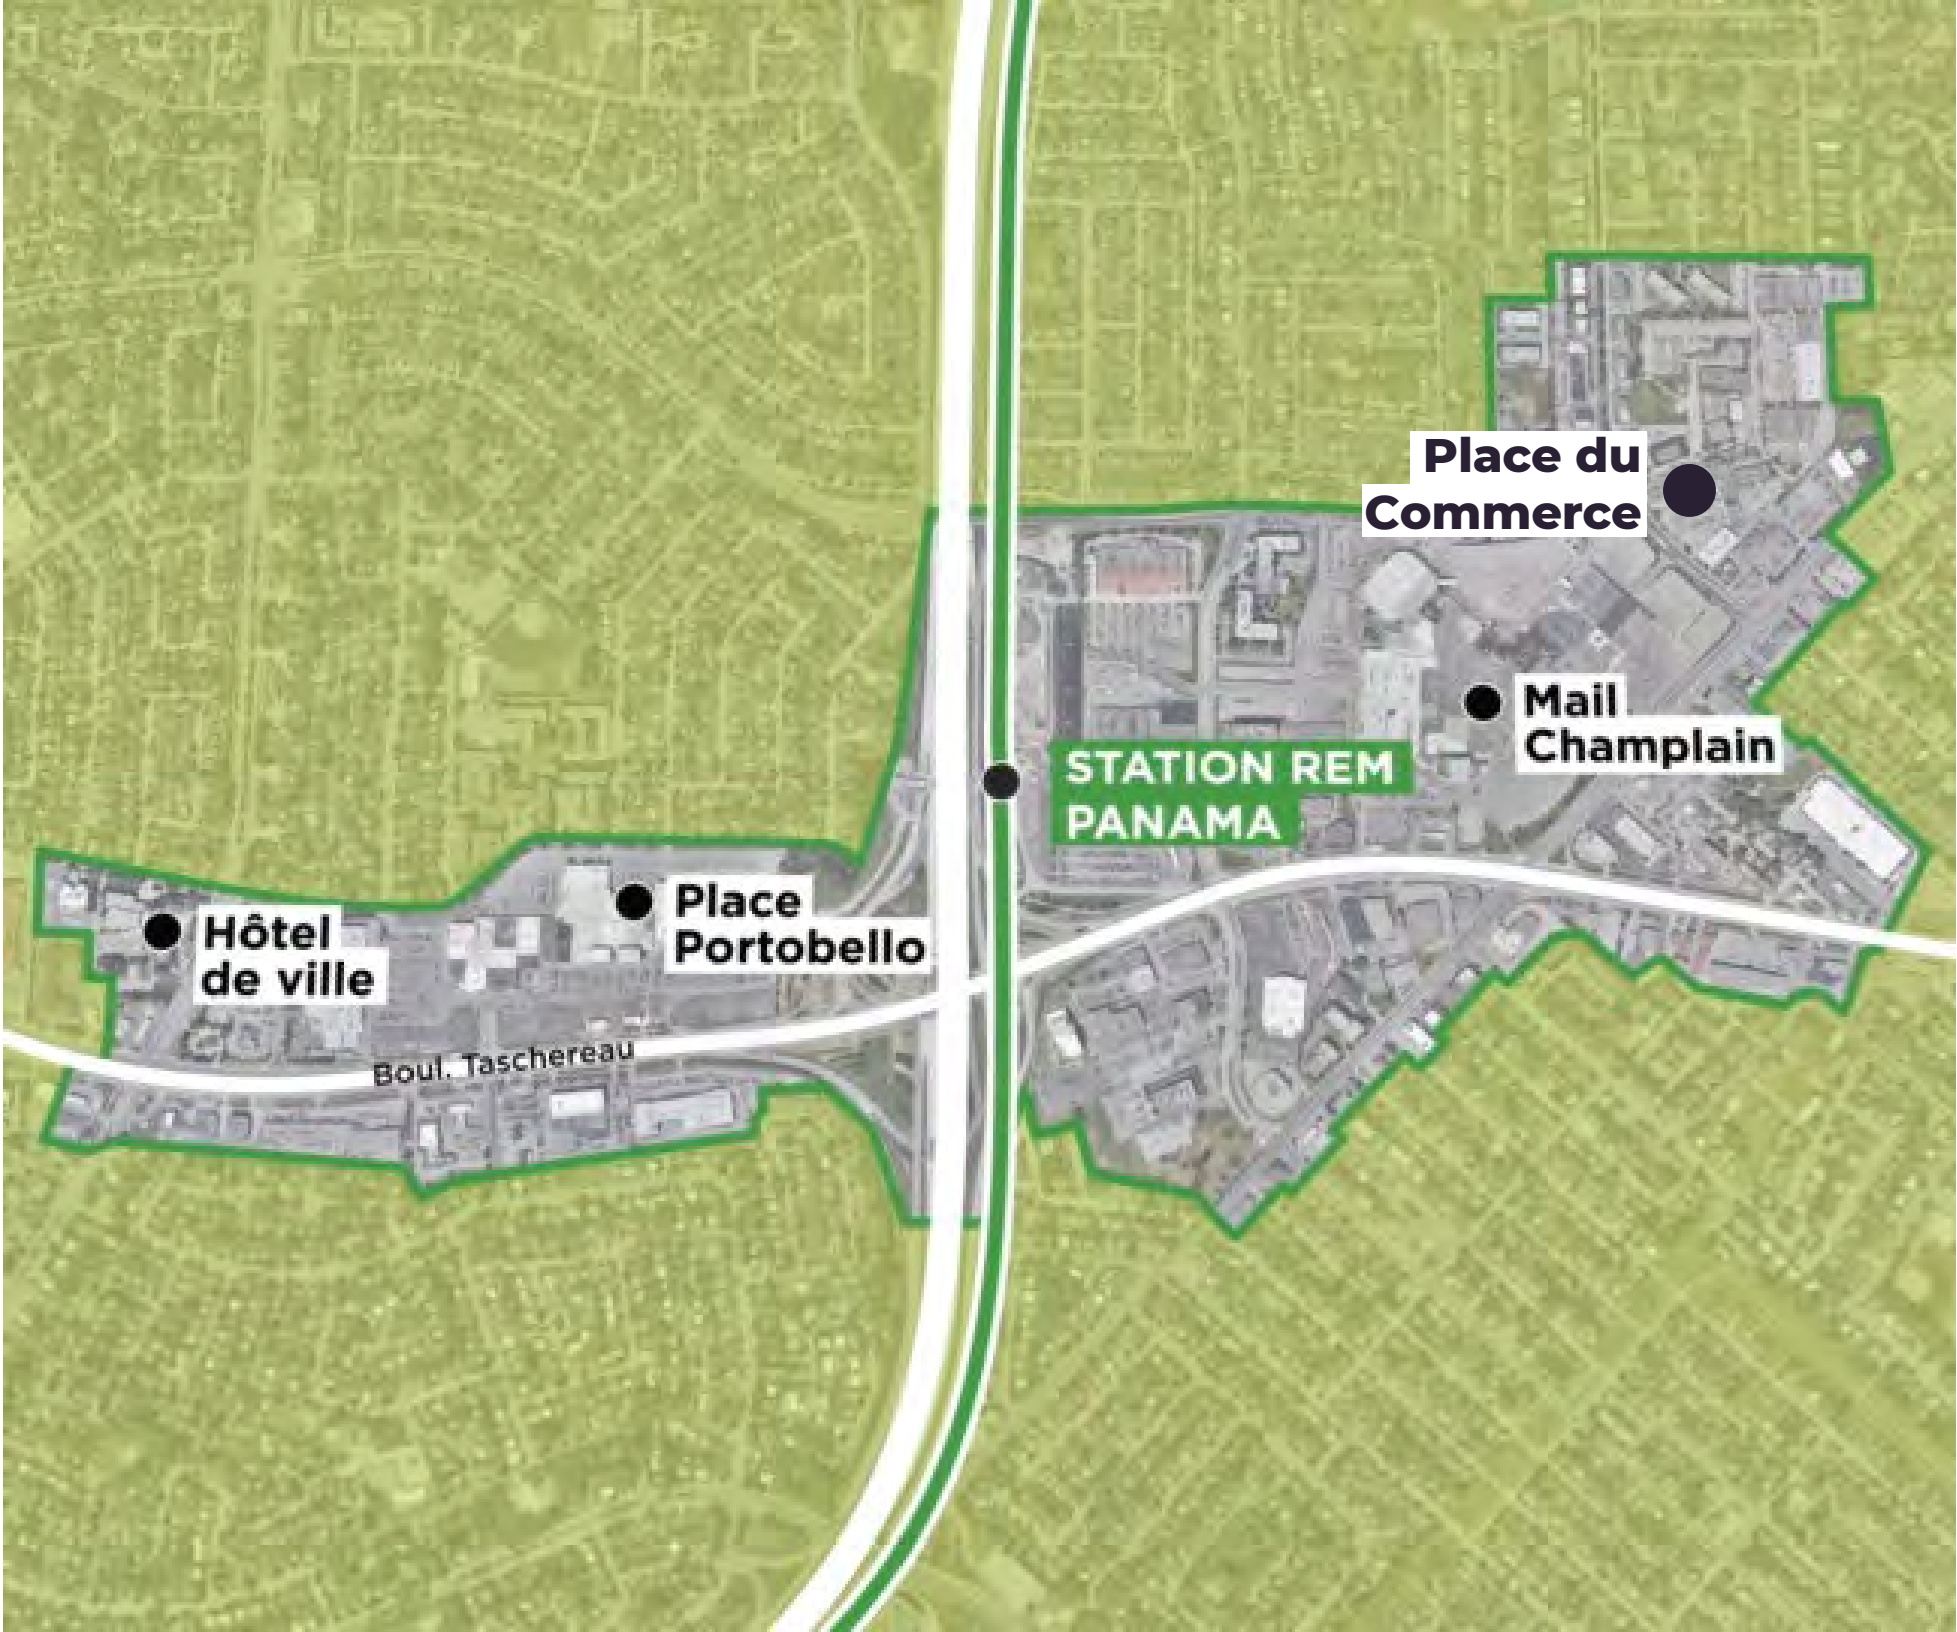 Place du
Commerce
Mail
Champlain
STATION REM
PANAMA
Place
Portobello
Hôtel
de ville
Boul. Taschereau